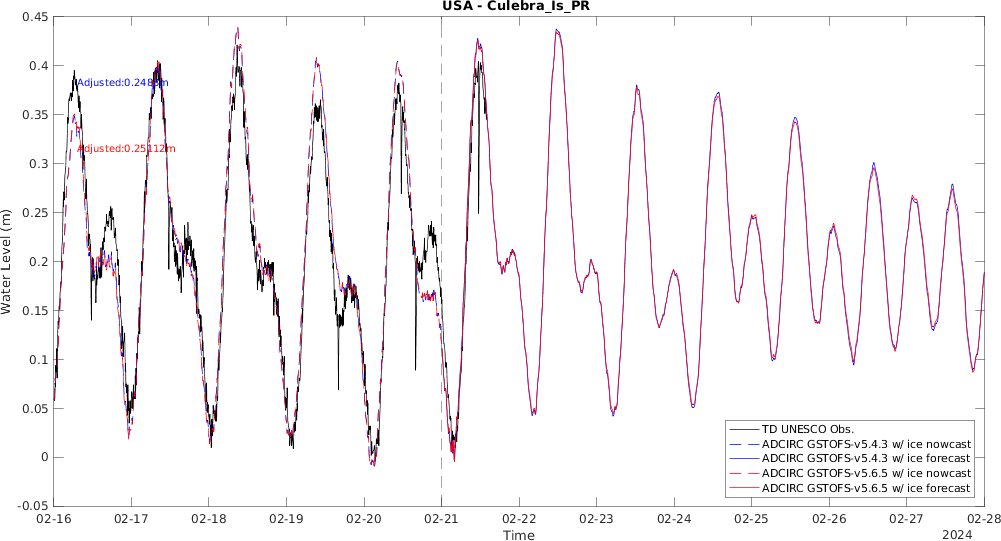 USA - Culebra_Is_PR
0.45
0.4
0.35
0.3
0.25
0.2
0.15
0.1
0.05
0
-0.05
Water Level (m)
Adjusted:0.25112m
02-16
02-17
02-18
02-19
02-20
02-21
02-22
02-23
02-24
02-25
02-26
02-27
02-28
Time
2024
TD UNESCO Obs.
ADCIRC GSTOFS-v5.4.3 w/ ice nowcast
ADCIRC GSTOFS-v5.4.3 w/ ice forecast
ADCIRC GSTOFS-v5.6.5 w/ ice nowcast
ADCIRC GSTOFS-v5.6.5 w/ ice forecast